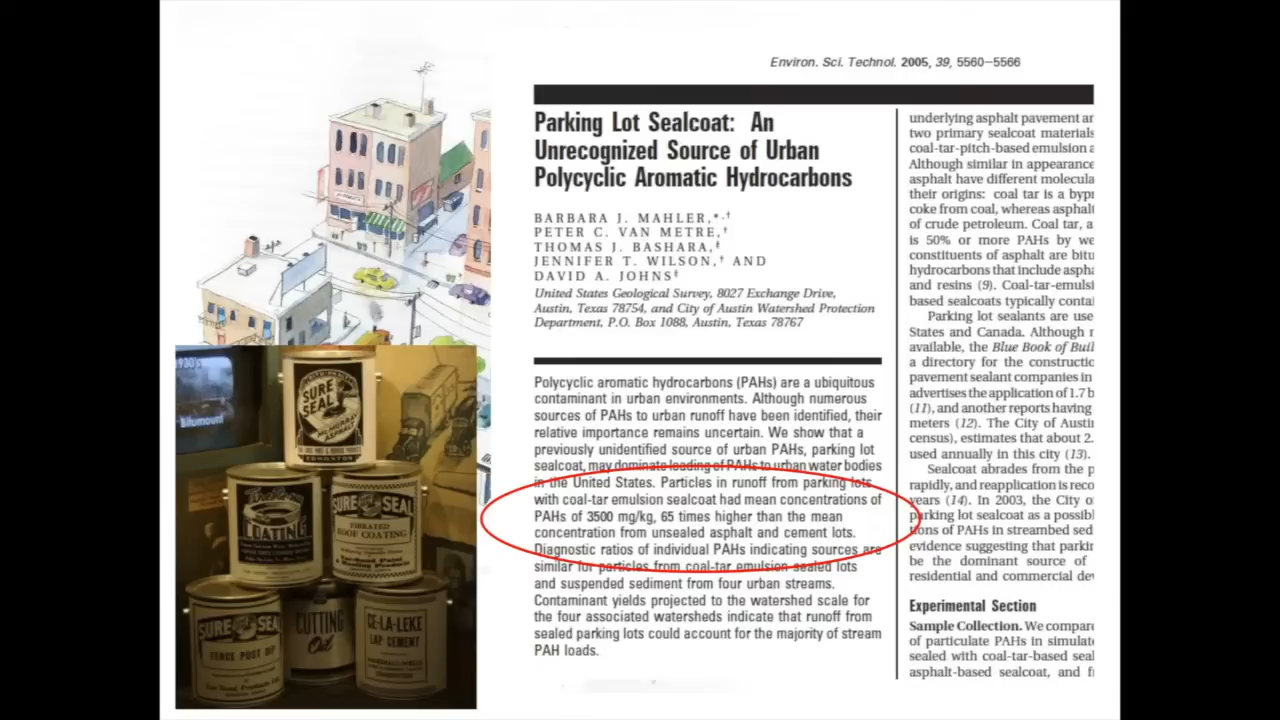 Environ. Sci. Technol. 2005, 39, 5560–5566
Parking Lot Sealcoat: An
Unrecognized Source of Urban
Polycyclic Aromatic Hydrocarbons
BARBARA J. MAHLER,*,†
PETER C. VAN METRE,†
THOMAS J. BASHARA,‡
JENNIFER T. WILSON,† AND
DAVID A. JOHNS‡
United States Geological Survey, 8027 Exchange Drive,
Austin, Texas 78754, and City of Austin Watershed Protection
Department, P.O. Box 1088, Austin, Texas 78767
Polycyclic aromatic hydrocarbons (PAHs) are a ubiquitous
contaminant in urban environments. Although numerous
sources of PAHs to urban runoff have been identified, their
relative importance remains uncertain. We show that a
previously unidentified source of urban PAHs, parking lot
sealcoat, may dominate loading of PAHs to urban water bodies
in the United States. Particles in runoff from parking lots
with coal-tar emulsion sealcoat had mean concentrations of
PAHs of 3500 mg/kg, 65 times higher than the mean
concentration from unsealed asphalt and cement lots.
Diagnostic ratios of individual PAHs indicating sources are
similar for particles from coal-tar emulsion sealed lots
and suspended sediment from four urban streams.
Contaminant yields projected to the watershed scale for
the four associated watersheds indicate that runoff from
sealed parking lots could account for the majority of stream
PAH loads.
underlying asphalt pavement
two primary sealcoat materials
coal-tar-pitch-based emulsion
Although similar in appearance
asphalt have different molecula
their origins: coal tar is a byp
coke from coal, whereas asphal
of crude petroleum. Coal tar, a
is 50% or more PAHs by we
constituents of asphalt are bitu
hydrocarbons that include aspha
and resins (9). Coal-tar-emulsi
based sealcoats typically contai
Parking lot sealants are use
States and Canada. Although
available, the Blue Book of Buil
a directory for the constructio
pavement sealant companies in
advertises the application of 1.7 b
(11), and another reports having
meters (12). The City of Austi
census), estimates that about 2.
used annually in this city (13).
Sealcoat abrades from the p
rapidly, and reapplication is reco
years (14). In 2003, the City o
parking lot sealcoat as a possibl
tions of PAHs in streambed sed
evidence suggesting that parkin
be the dominant source of
residential and commercial dev
Experimental Section
Sample Collection. We compare
of particulate PAHs in simulate
sealed with coal-tar-based seal
asphalt-based sealcoat, and f
1930's
Bitumount
SURE
SEAL
ASPHALT
EDMONTON
COATING
SURE SEAL
FIBRATED
ROOF COATING
SURE SEAL
FENCE POST DIP
CUTTING
Oil
CE-LA-LEKE
LAP CEMENT